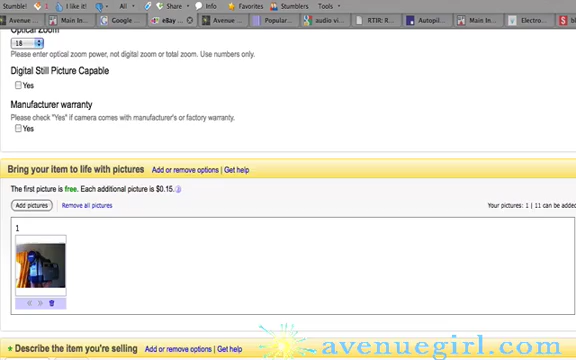 Stumble! I like it! All Share Info Favorites Stumblers Tools
Avenue Main In... Google eBay Avenue Popular... audio vi... RTIR: R... Autopil... Main In... Electro...
Optical Zoom
18
Please enter optical zoom power, not digital zoom or total zoom. Use numbers only.
Digital Still Picture Capable
Yes
Manufacturer warranty
Please check "Yes" if camera comes with manufacturer's or factory warranty.
Yes
Bring your item to life with pictures Add or remove options | Get help
The first picture is free. Each additional picture is $0.15.
Add pictures Remove all pictures Your pictures: 1 | 11 can be added
1
* Describe the item you're selling Add or remove options | Get help
avenuegirl.com